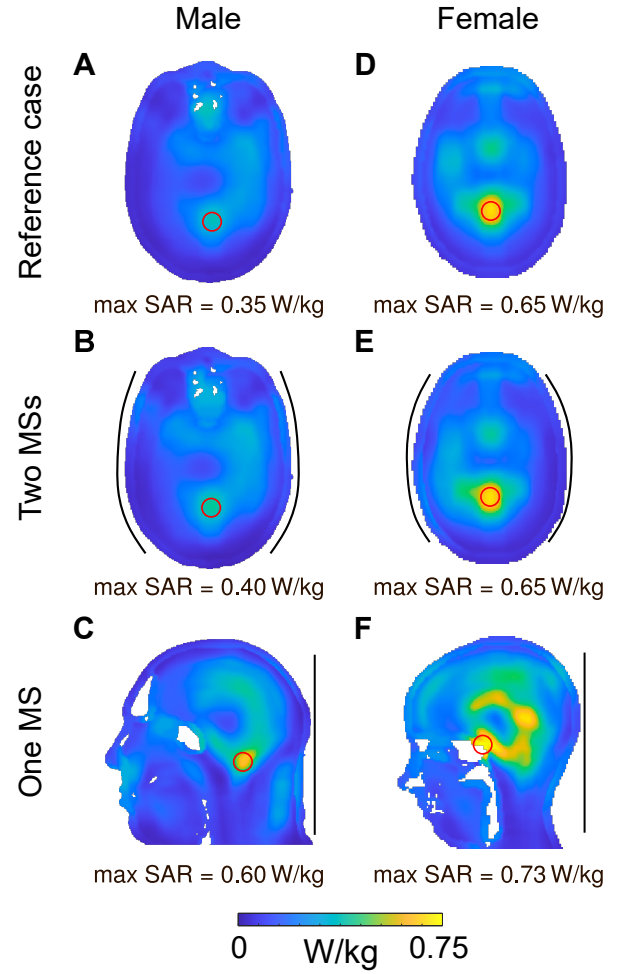 Male
Female
Reference case
A
D
max SAR = 0.35 W/kg
max SAR = 0.65 W/kg
Two MSs
B
E
max SAR = 0.40 W/kg
max SAR = 0.65 W/kg
One MS
C
F
max SAR = 0.60 W/kg
max SAR = 0.73 W/kg
0
W/kg
0.75